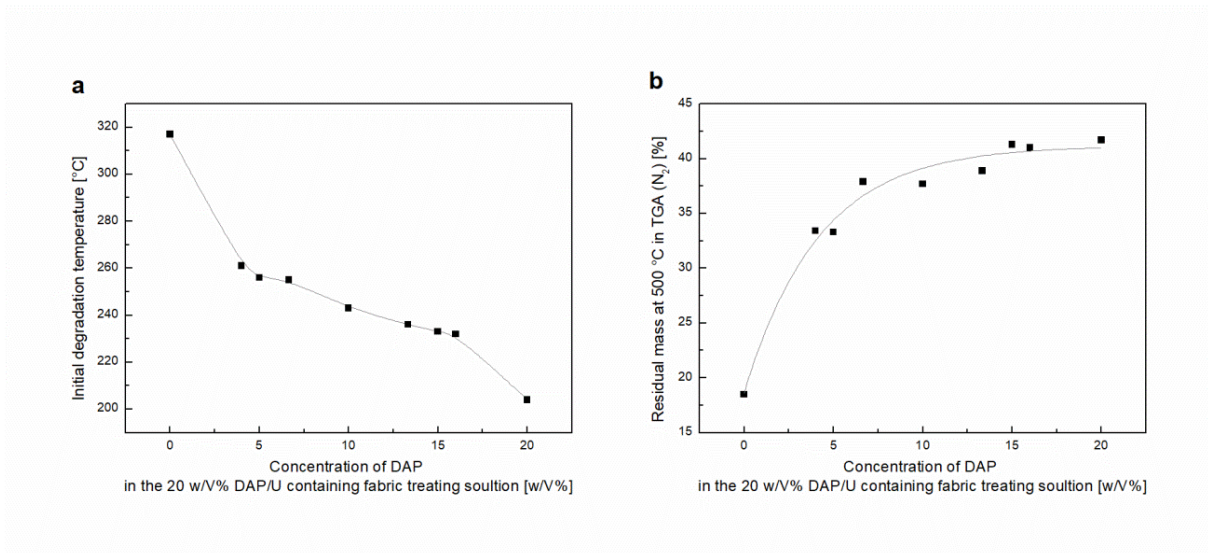 a
320
300
280
260
240
220
200
Initial degradation temperature [°C]
0 5 10 15 20
Concentration of DAP
in the 20 w/V% DAP/U containing fabric treating soultion [w/V%]
b
45
40
35
30
25
20
15
Residual mass at 500 °C in TGA (N₂) [%]
0 5 10 15 20
Concentration of DAP
in the 20 w/V% DAP/U containing fabric treating soultion [w/V%]